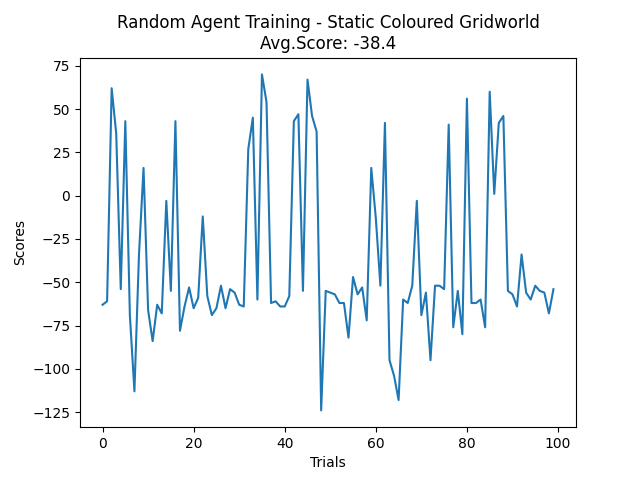 Random Agent Training - Static Coloured Gridworld
Avg.Score: -38.4
75
50
25
0
−25
−50
−75
−100
−125
Scores
0 20 40 60 80 100
Trials